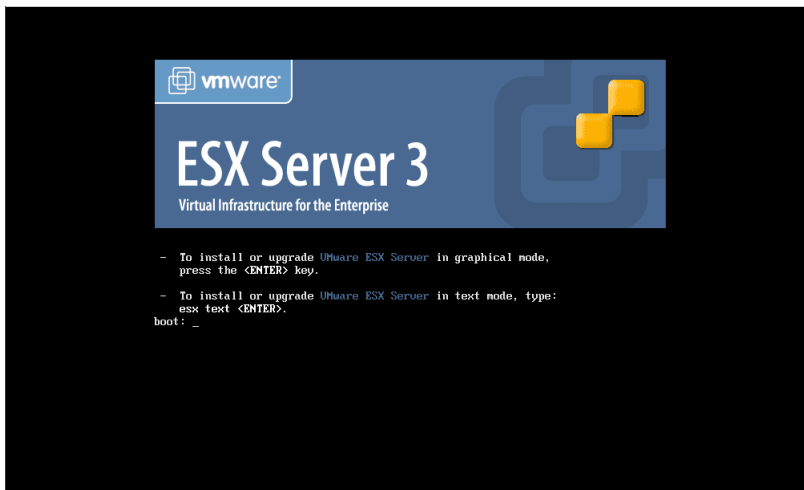 vmware
ESX Server 3
Virtual Infrastructure for the Enterprise
- To install or upgrade VMware ESX Server in graphical mode,
press the <ENTER> key.
- To install or upgrade VMware ESX Server in text mode, type:
esx text <ENTER>.
boot: _